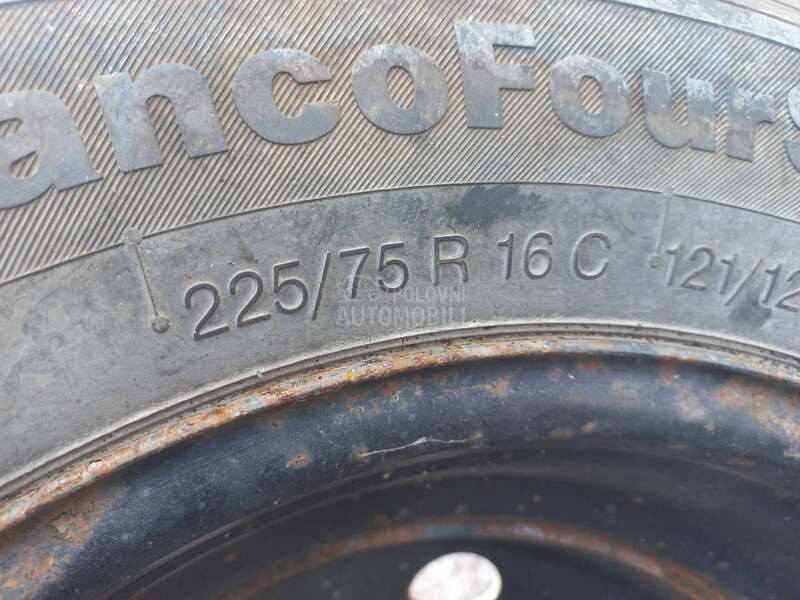 ancoFourS
225/75 R 16 C 121/12
POLOVNI
AUTOMOBILI